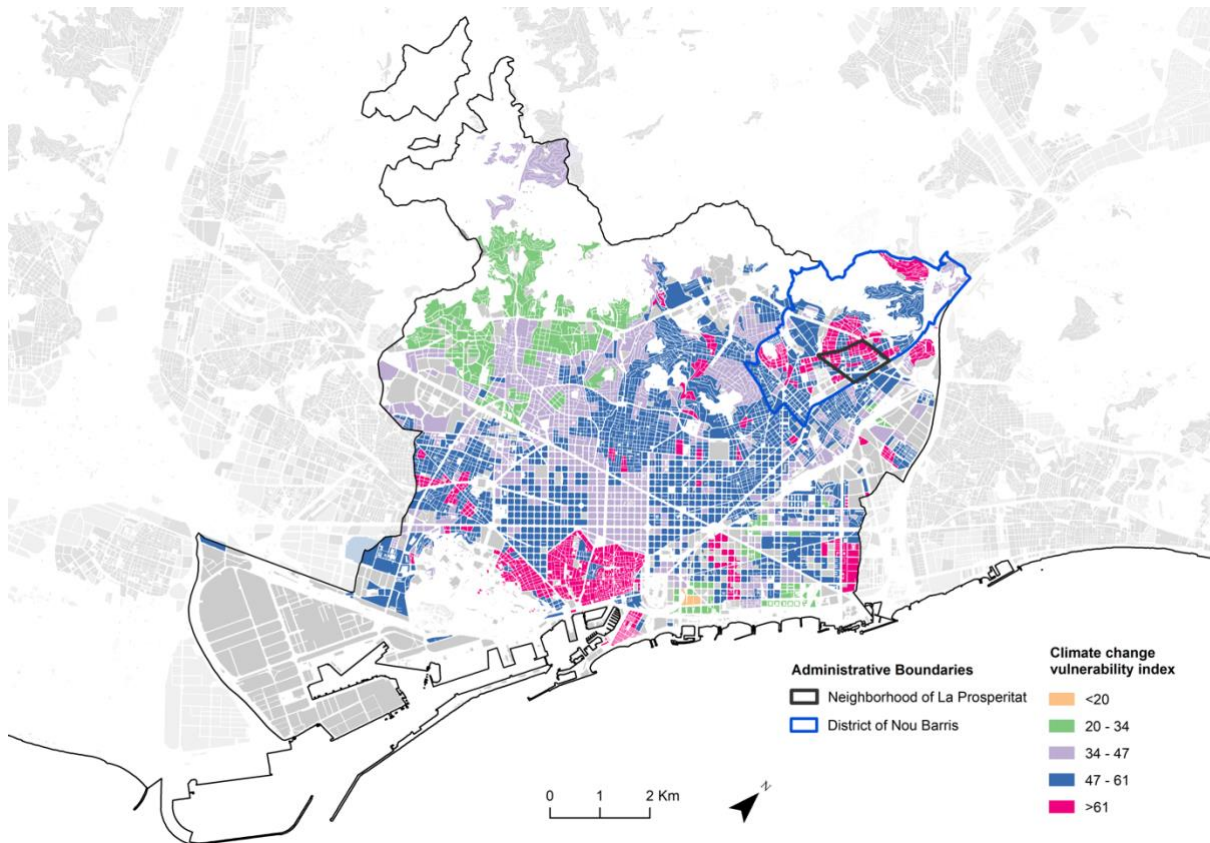 Administrative Boundaries
Neighborhood of La Prosperitat
District of Nou Barris
Climate change
vulnerability index
<20
20 - 34
34 - 47
47 - 61
>61
0 1 2 Km
N